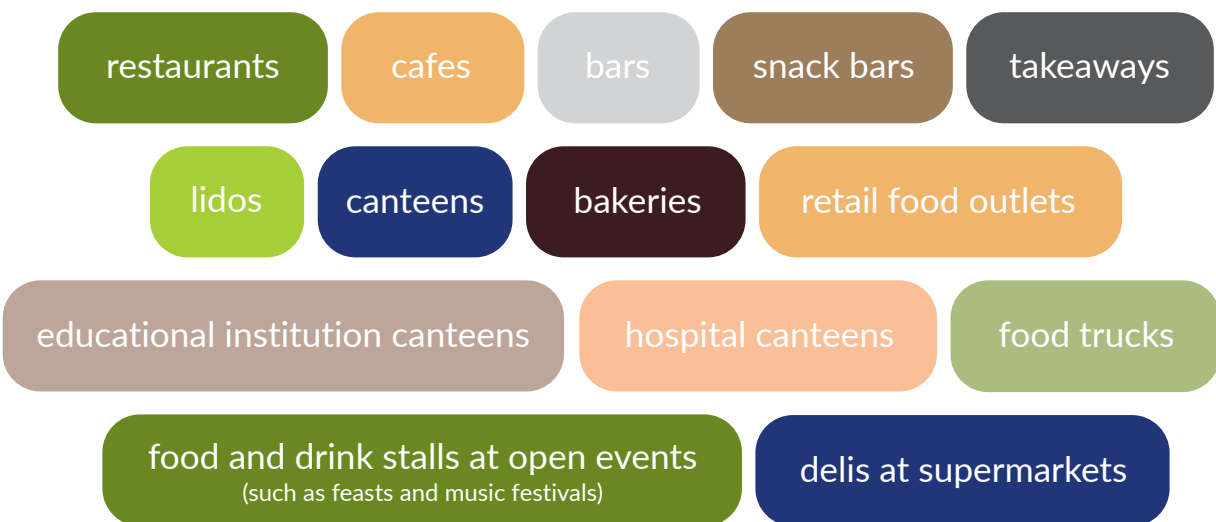 restaurants
cafes
bars
snack bars
takeaways
lidos
canteens
bakeries
retail food outlets
educational institution canteens
hospital canteens
food trucks
food and drink stalls at open events
(such as feasts and music festivals)
delis at supermarkets